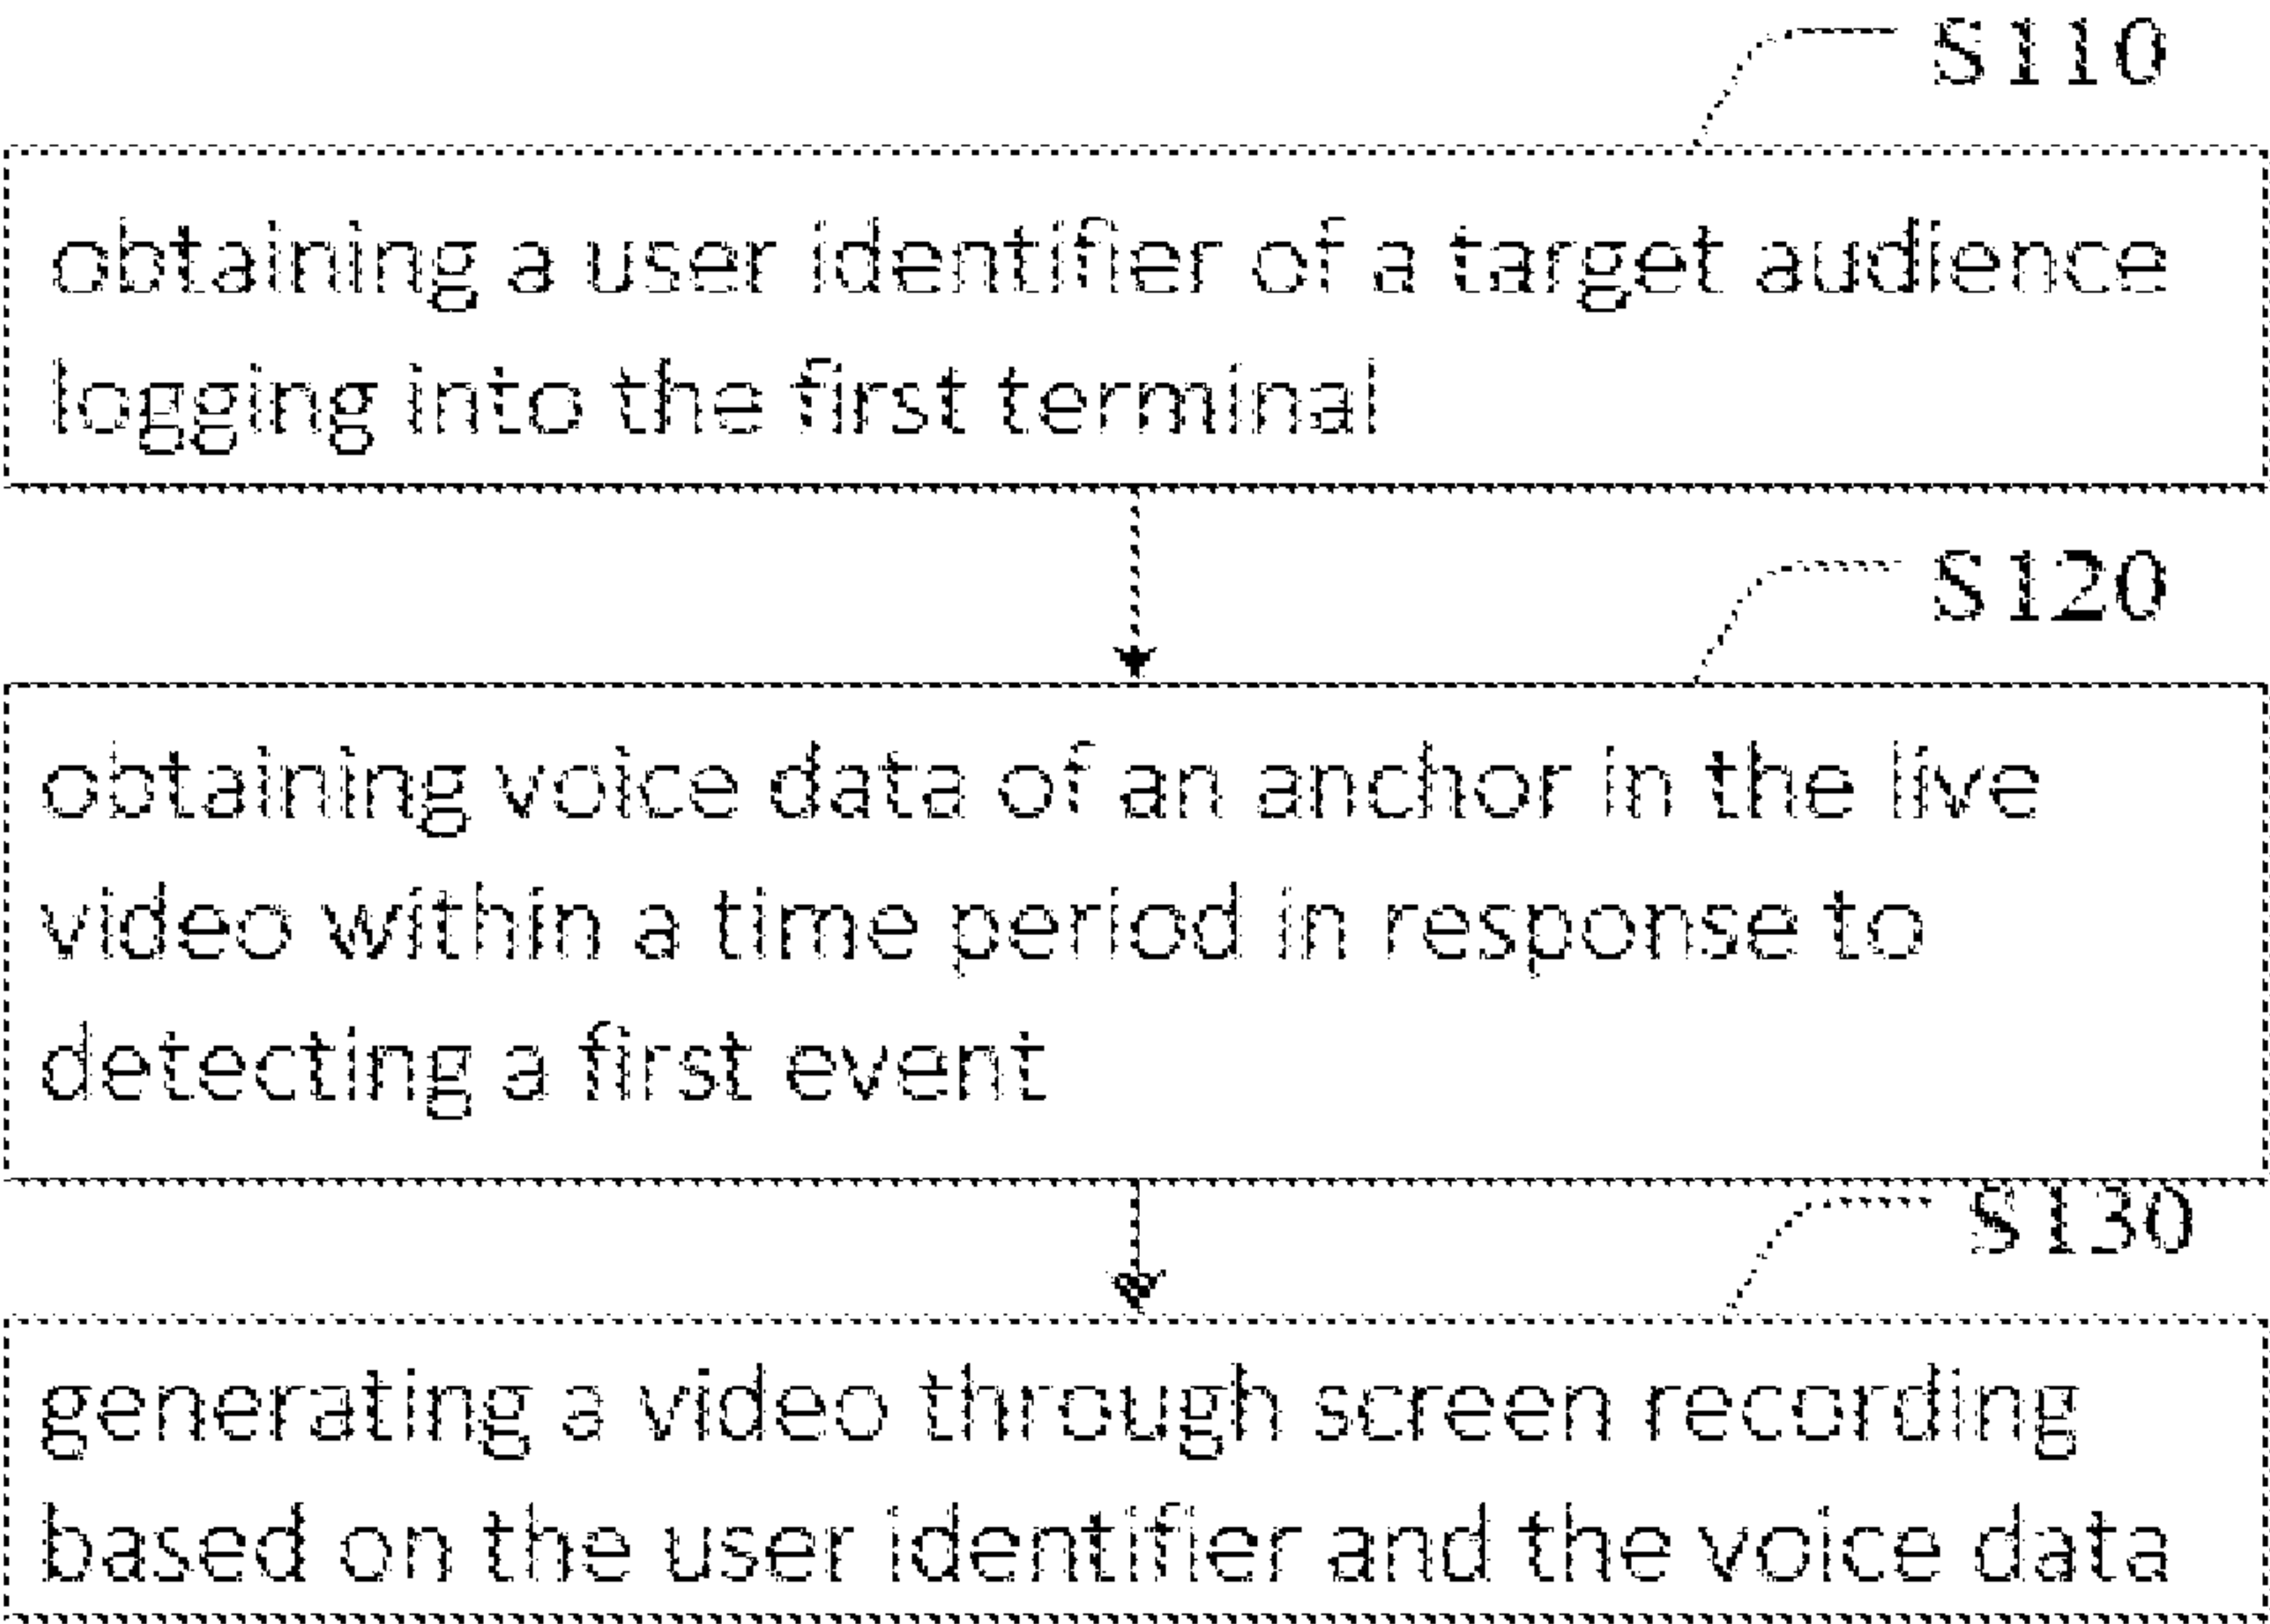 S110
obtaining a user identifier of a target audience
logging into the first terminal
S120
obtaining voice data of an anchor in the live
video within a time period in response to
detecting a first event
S130
generating a video through screen recording
based on the user identifier and the voice data